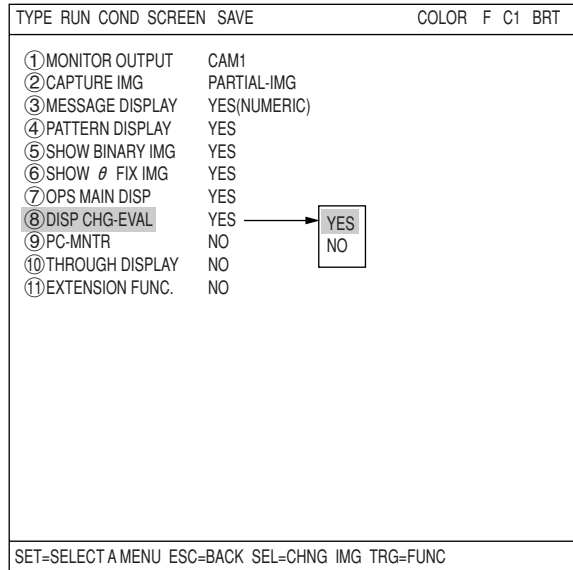 TYPE RUN COND SCREEN SAVE COLOR F C1 BRT
①MONITOR OUTPUT CAM1
②CAPTURE IMG PARTIAL-IMG
③MESSAGE DISPLAY YES(NUMERIC)
④PATTERN DISPLAY YES
⑤SHOW BINARY IMG YES
⑥SHOW θ FIX IMG YES
⑦OPS MAIN DISP YES
⑧DISP CHG-EVAL YES YES
⑨PC-MNTR NO NO
⑩THROUGH DISPLAY NO
⑪EXTENSION FUNC. NO
SET=SELECT A MENU ESC=BACK SEL=CHNG IMG TRG=FUNC